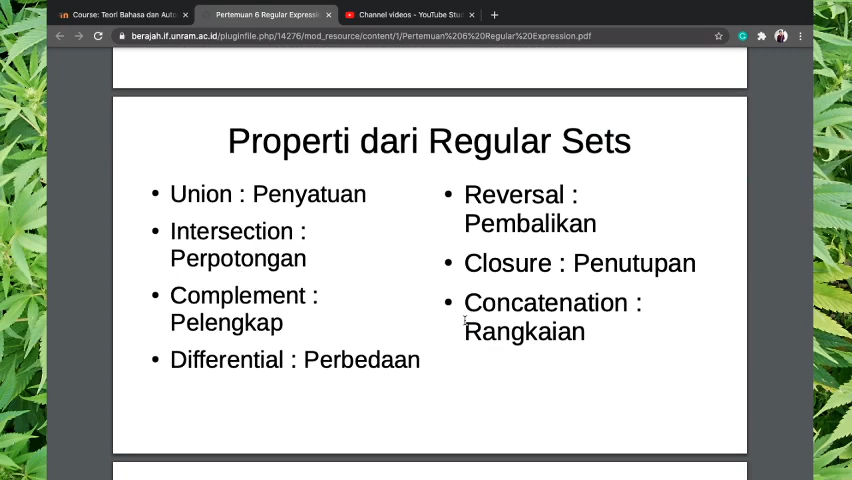 Course: Teori Bahasa dan Auto
Pertemuan 6 Regular Expressi
Channel videos - YouTube Stud
berajah.if.unram.ac.id/pluginfile.php/14276/mod_resource/content/1/Pertemuan%206%20Regular%20Expression.pdf
Properti dari Regular Sets
• Union : Penyatuan
• Intersection :
Perpotongan
• Complement :
Pelengkap
• Differential : Perbedaan
• Reversal :
Pembalikan
• Closure : Penutupan
• Concatenation :
Rangkaian